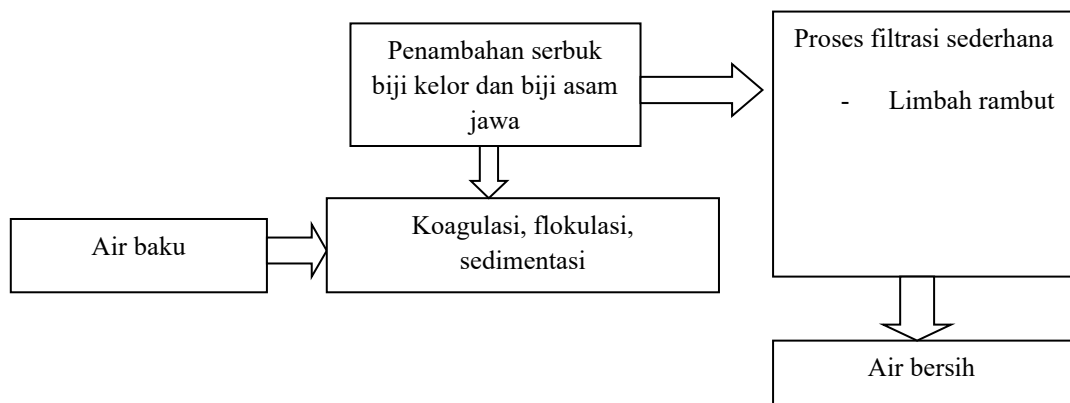 Penambahan serbuk
biji kelor dan biji asam
jawa
Proses filtrasi sederhana
- Limbah rambut
Air baku
Koagulasi, flokulasi,
sedimentasi
Air bersih